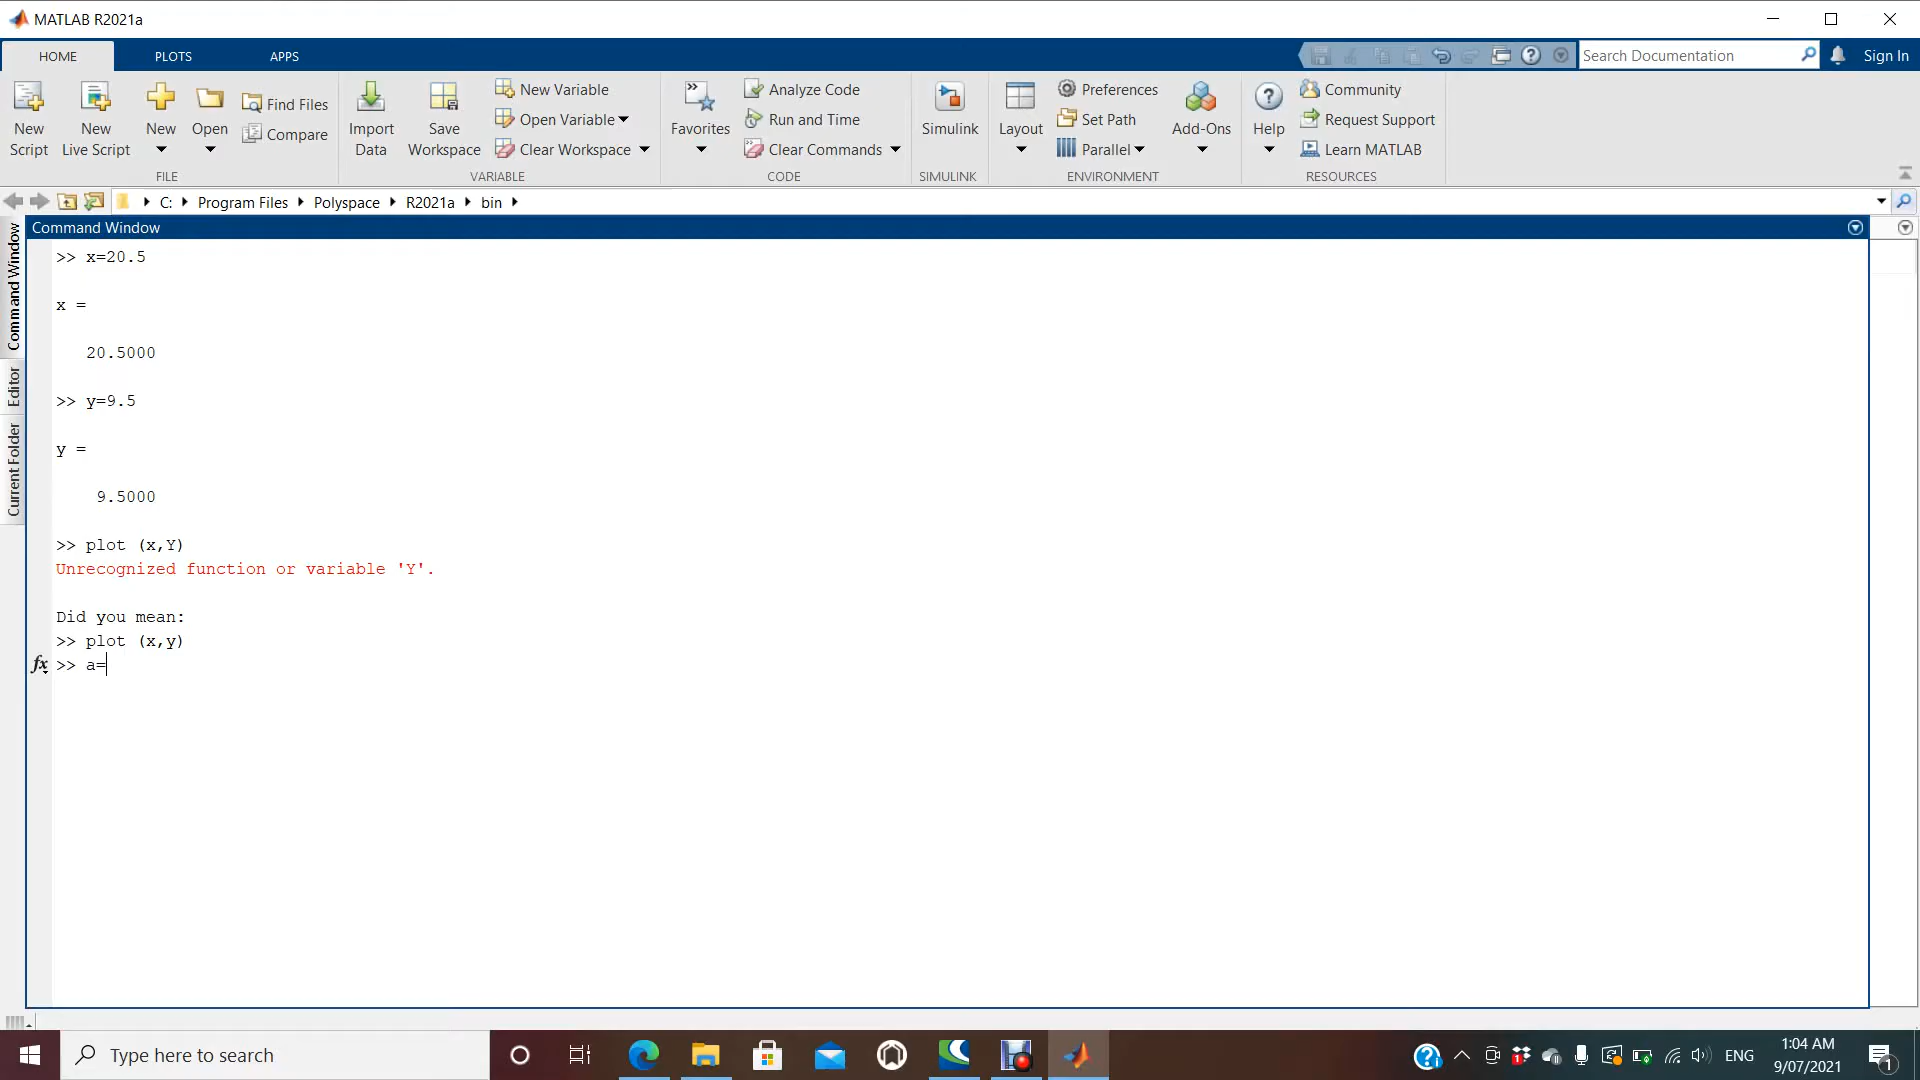 MATLAB R2021a
HOME PLOTS APPS
Search Documentation
Sign In
New Script
New Live Script
New
Open
Find Files
Compare
FILE
Import Data
Save Workspace
New Variable
Open Variable
Clear Workspace
VARIABLE
Favorites
Analyze Code
Run and Time
Clear Commands
CODE
Simulink
SIMULINK
Layout
Preferences
Set Path
Parallel
Add-Ons
ENVIRONMENT
Help
Community
Request Support
Learn MATLAB
RESOURCES
C: Program Files Polyspace R2021a bin
Command Window
Editor
Current Folder
Command Window
>> x=20.5
x =
20.5000
>> y=9.5
y =
9.5000
>> plot (x,Y)
Unrecognized function or variable 'Y'.
Did you mean:
>> plot (x,y)
fx >> a=
Type here to search
1
ENG
1:04 AM
9/07/2021
1